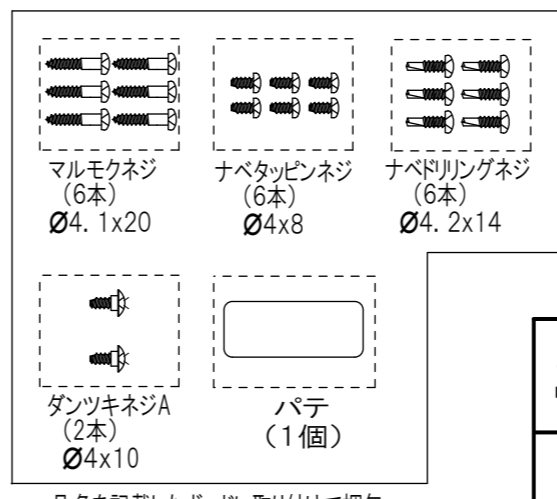 マルモクネジ
(6本)
Ø4.1x20
ナベタッピンネジ
(6本)
Ø4x8
ナベドリリングネジ
(6本)
Ø4.2x14
ダンツキネジA
(2本)
Ø4x10
パテ
(1個)